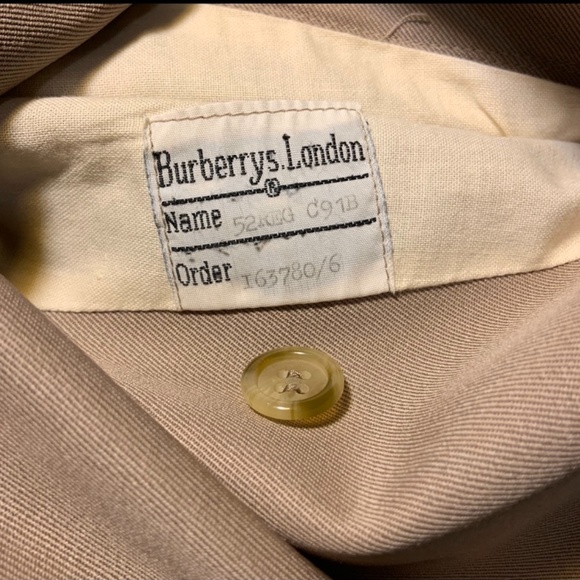 Burberrys.London
®
Name 52REG C91B
Order I63780/6